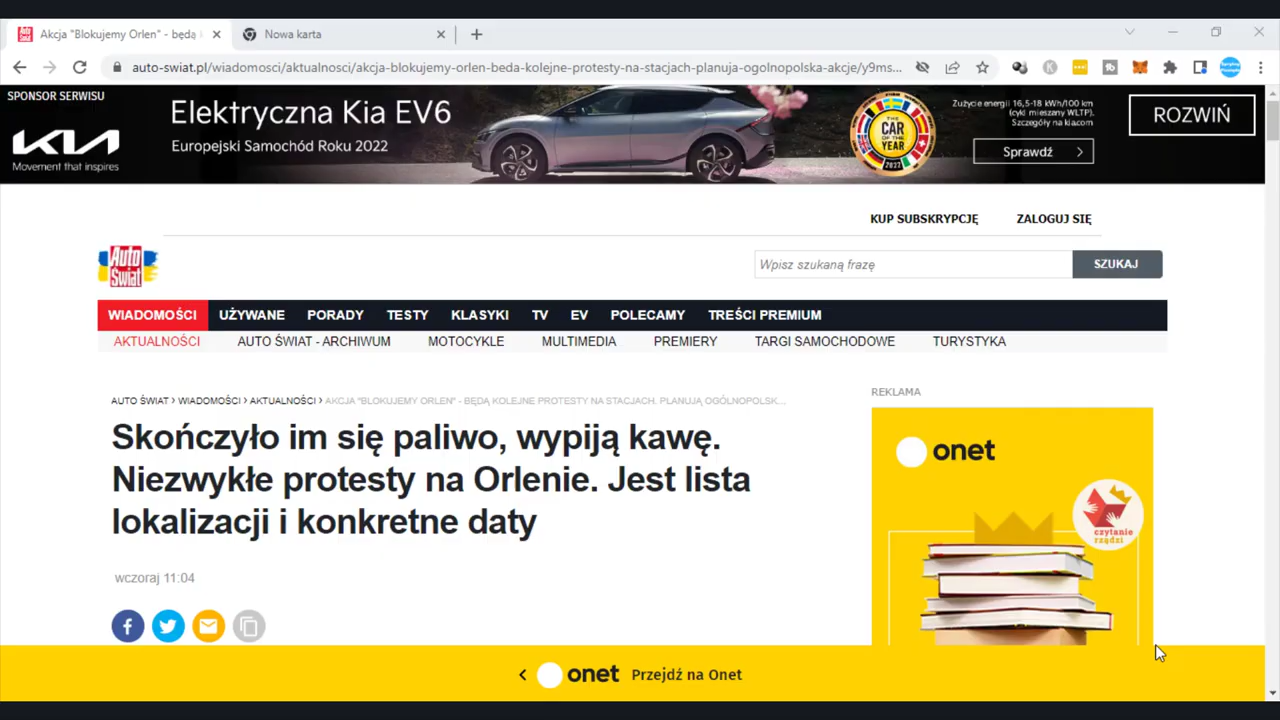 Akcja "Blokujemy Orlen" - będą
Nowa karta
auto-swiat.pl/wiadomosci/aktualnosci/akcja-blokujemy-orlen-beda-kolejne-protesty-na-stacjach-planuja-ogolnopolska-akcje/y9ms...
SPONSOR SERWISU
KIA
Movement that inspires
Elektryczna Kia EV6
Europejski Samochód Roku 2022
THE CAR OF THE YEAR 2022
Zużycie energii 16,5-18 kWh/100 km
(cykl mieszany WLTP).
Szczegóły na kia.com
Sprawdź
ROZWIŃ
KUP SUBSKRYPCJĘ ZALOGUJ SIĘ
Auto Świat
Wpisz szukaną frazę SZUKAJ
WIADOMOŚCI UŻYWANE PORADY TESTY KLASYKI TV EV POLECAMY TREŚCI PREMIUM
AKTUALNOŚCI AUTO ŚWIAT - ARCHIWUM MOTOCYKLE MULTIMEDIA PREMIERY TARGI SAMOCHODOWE TURYSTYKA
AUTO ŚWIAT › WIADOMOŚCI › AKTUALNOŚCI › AKCJA "BLOKUJEMY ORLEN" - BĘDĄ KOLEJNE PROTESTY NA STACJACH. PLANUJĄ OGÓLNOPOLSK...
REKLAMA
Skończyło im się paliwo, wypiją kawę.
Niezwykłe protesty na Orlenie. Jest lista
lokalizacji i konkretne daty
wczoraj 11:04
onet
czytanie
rządzi
onet Przejdź na Onet